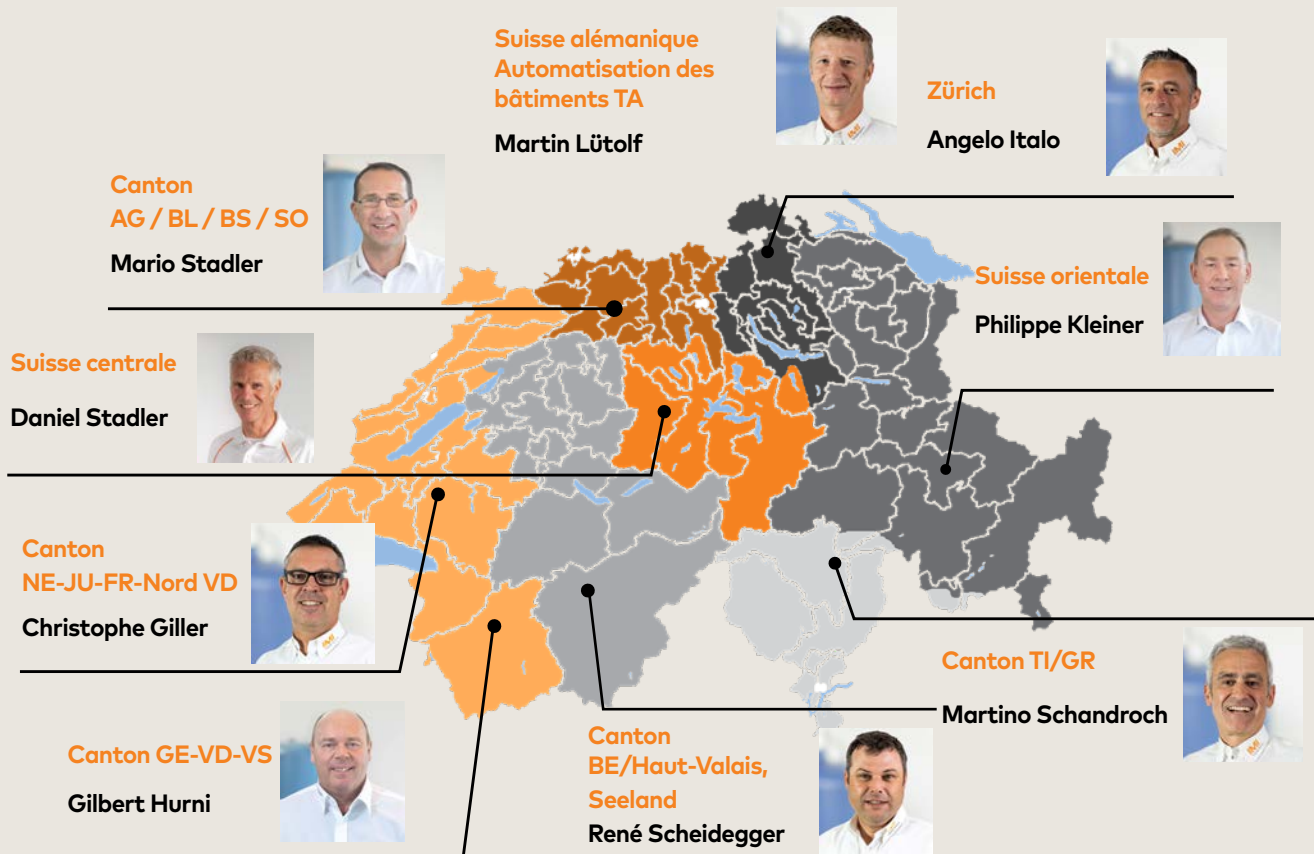 Suisse alémanique
Automatisation des
bâtiments TA
Martin Lütolf
Zürich
Angelo Italo
Canton
AG / BL / BS / SO
Mario Stadler
Suisse orientale
Philippe Kleiner
Suisse centrale
Daniel Stadler
Canton
NE-JU-FR-Nord VD
Christophe Giller
Canton TI/GR
Martino Schandroch
Canton GE-VD-VS
Gilbert Hurni
Canton
BE/Haut-Valais,
Seeland
René Scheidegger